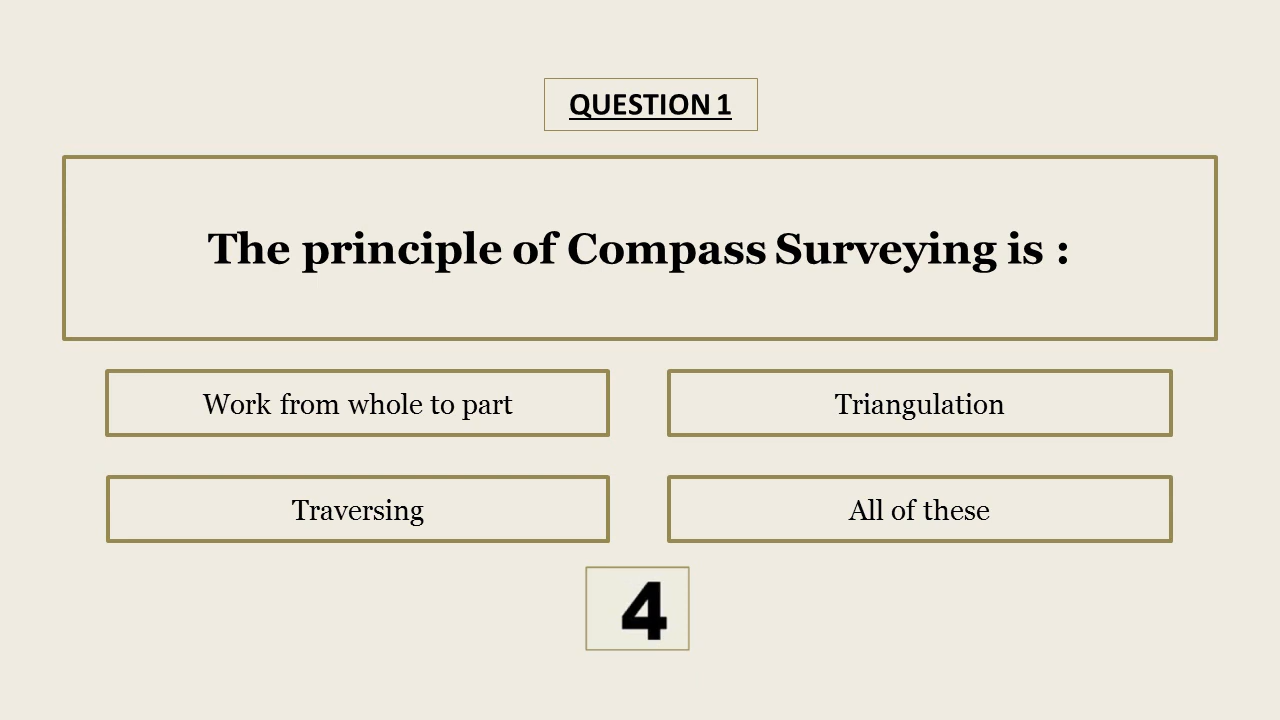 QUESTION 1
The principle of Compass Surveying is :
Work from whole to part
Triangulation
Traversing
All of these
4